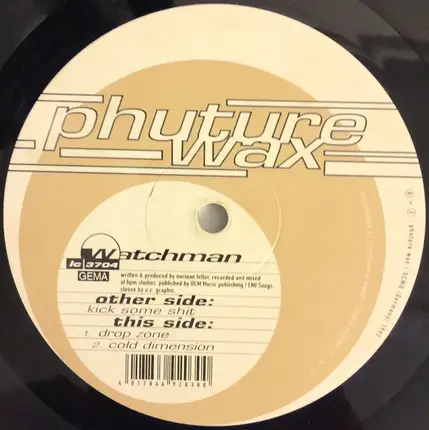 phuture
wax
Watchman
lc 3704
GEMA
written & produced by norman feller. recorded and mixed
at bpm studios. published by UCM Music publishing / EMI Songs
sleeve by a.c. graphic.
other side:
kick some shit
this side:
1. drop zone
2. cold dimension